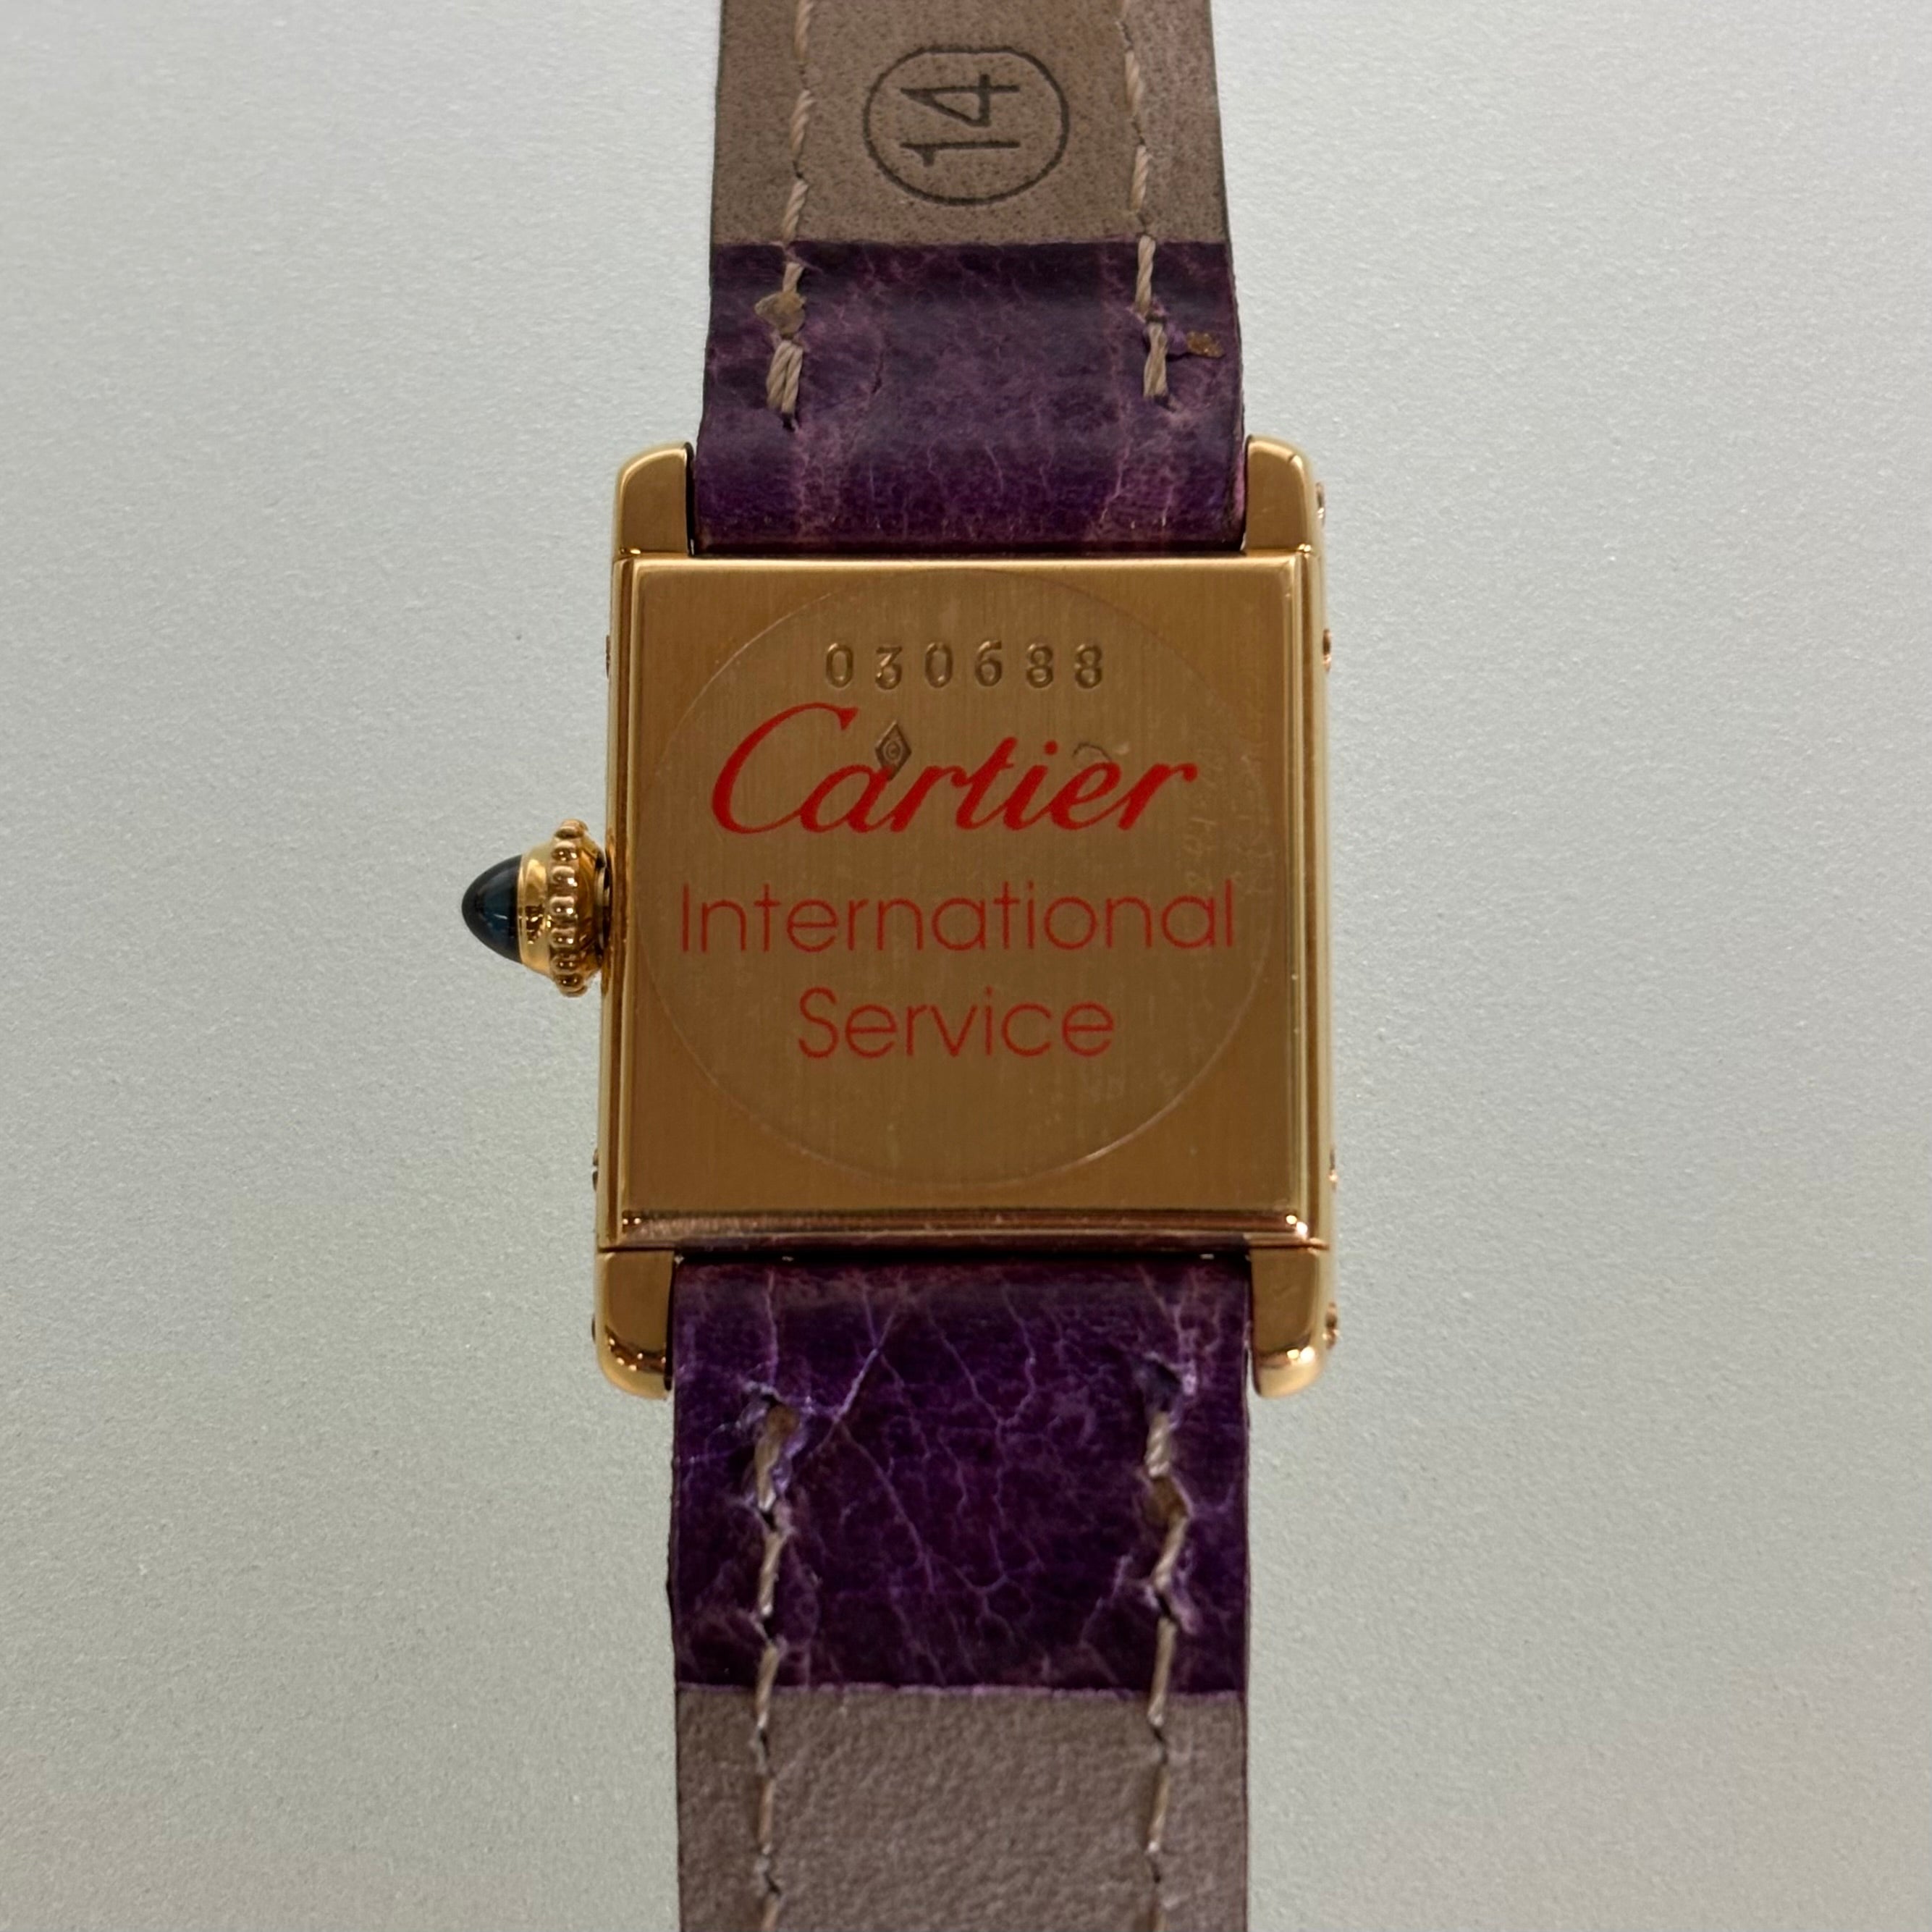 14
030688
Cartier
International
Service